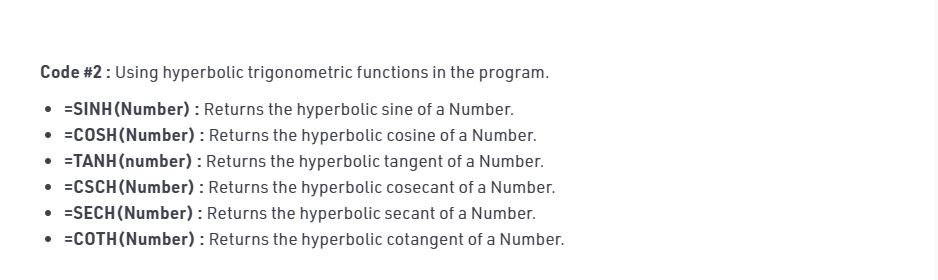 Code #2 : Using hyperbolic trigonometric functions in the program.
• =SINH(Number) : Returns the hyperbolic sine of a Number.
• =COSH(Number) : Returns the hyperbolic cosine of a Number.
• =TANH(number) : Returns the hyperbolic tangent of a Number.
• =CSCH(Number) : Returns the hyperbolic cosecant of a Number.
• =SECH(Number) : Returns the hyperbolic secant of a Number.
• =COTH(Number) : Returns the hyperbolic cotangent of a Number.